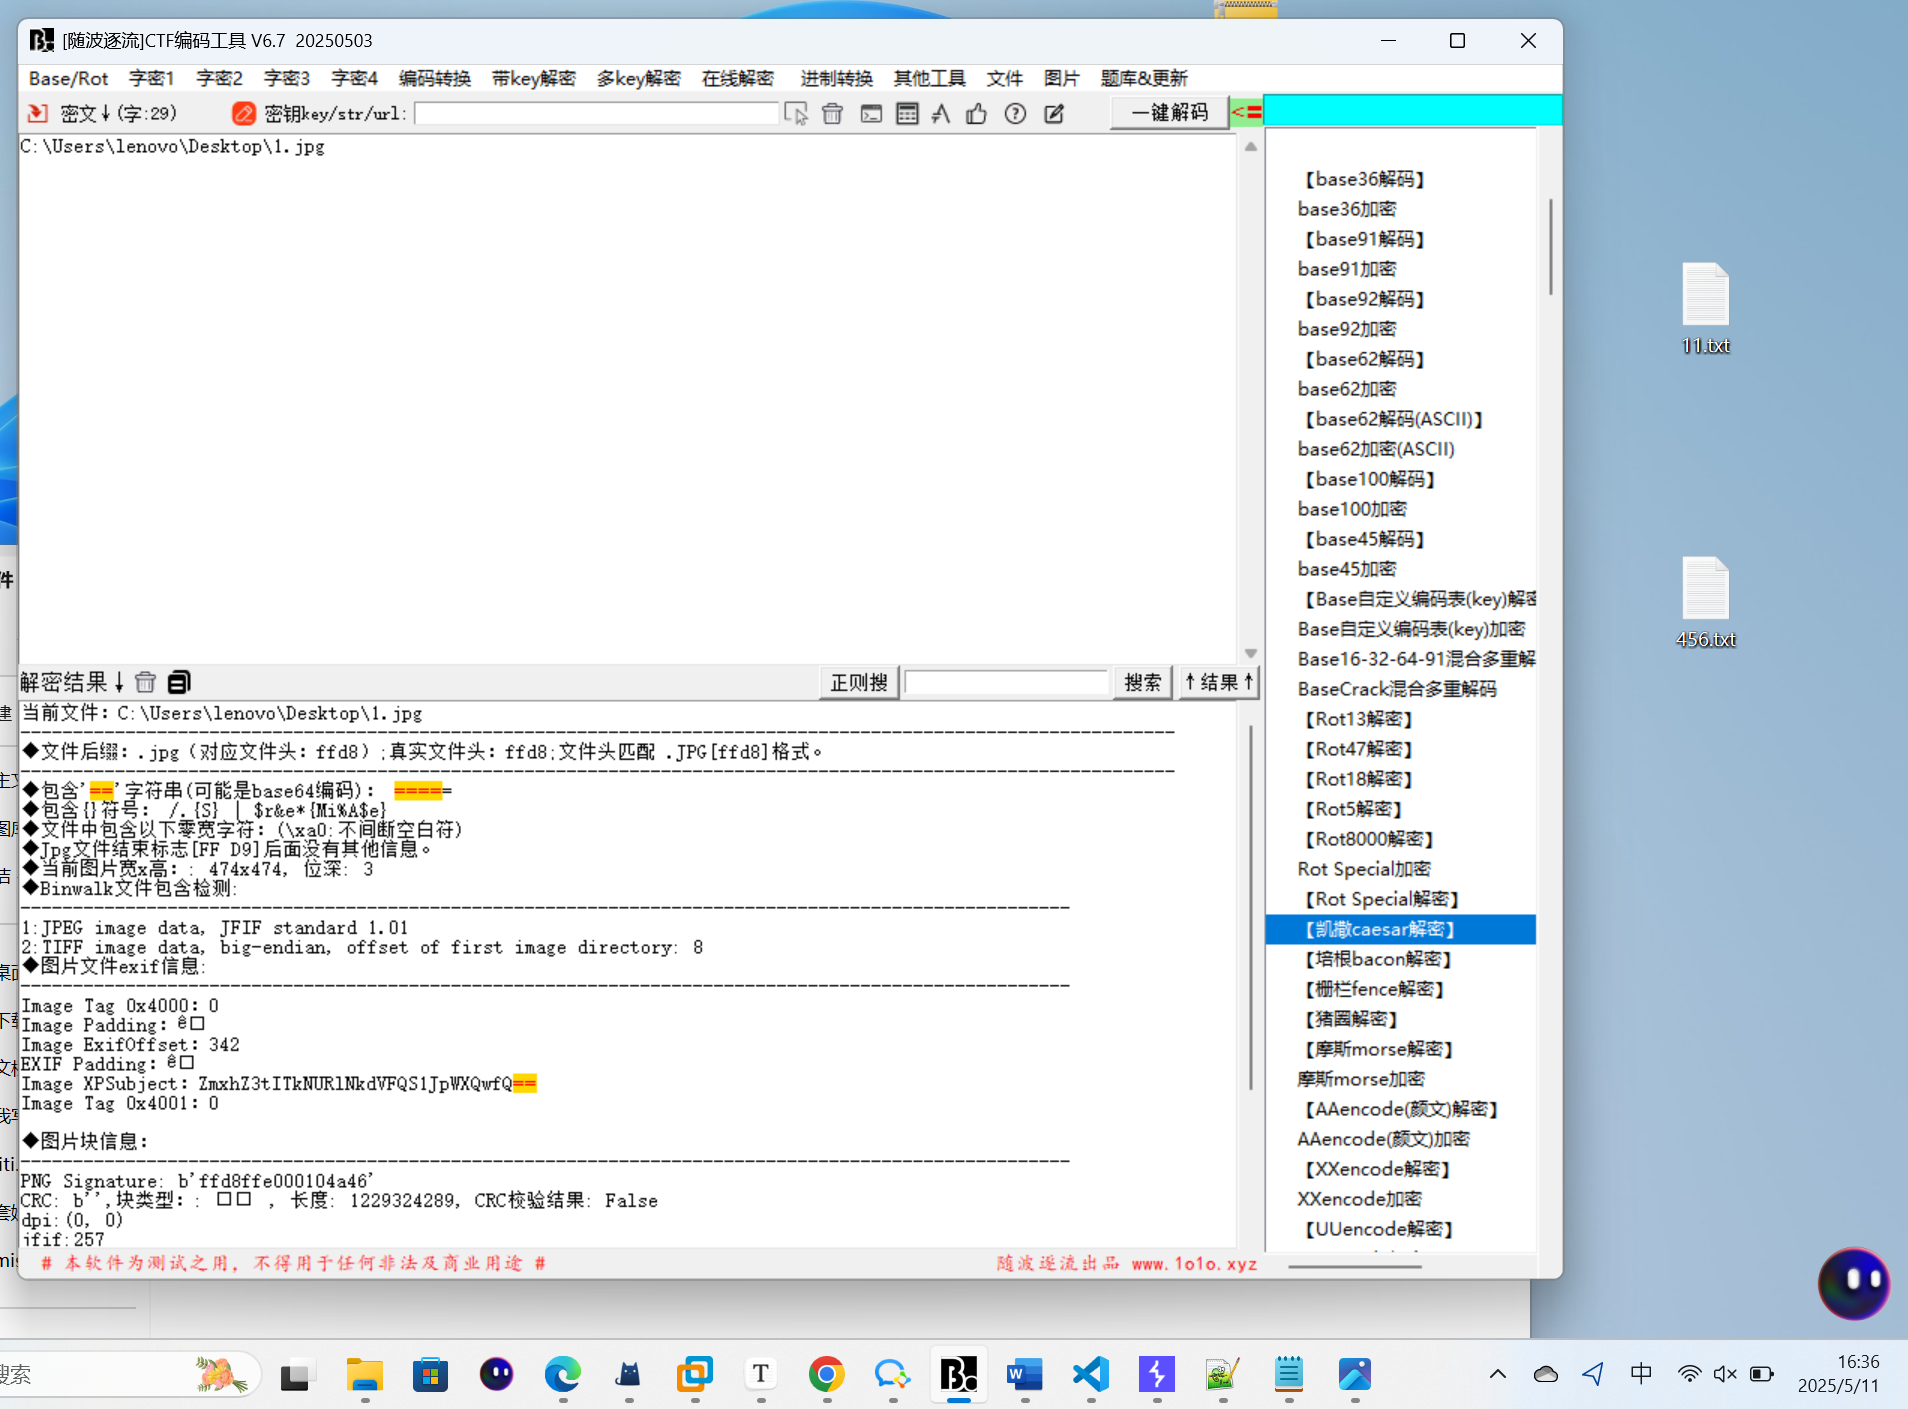 [随波逐流]CTF编码工具 V6.7  20250503
Base/Rot 字密1 字密2 字密3 字密4 编码转换 带key解密 多key解密 在线解密 进制转换 其他工具 文件 图片 题库&更新
密文↓(字:29) 密钥key/str/url: 一键解码 <=
C:\Users\lenovo\Desktop\1.jpg
【base36解码】
base36加密
【base91解码】
base91加密
【base92解码】
base92加密
【base62解码】
base62加密
【base62解码(ASCII)】
base62加密(ASCII)
【base100解码】
base100加密
【base45解码】
base45加密
【Base自定义编码表(key)解密
Base自定义编码表(key)加密
Base16-32-64-91混合多重解
BaseCrack混合多重解码
【Rot13解密】
【Rot47解密】
【Rot18解密】
【Rot5解密】
【Rot8000解密】
Rot Special加密
【Rot Special解密】
【凯撒caesar解密】
【培根bacon解密】
【栅栏fence解密】
【猪圈解密】
【摩斯morse解密】
摩斯morse加密
【AAencode(颜文)解密】
AAencode(颜文)加密
【XXencode解密】
XXencode加密
【UUencode解密】
解密结果↓ 正则搜 搜索 ↑结果↑
当前文件: C:\Users\lenovo\Desktop\1.jpg
◆文件后缀: .jpg (对应文件头: ffd8) ;真实文件头: ffd8;文件头匹配 .JPG[ffd8]格式。
◆包含'=='字符串(可能是base64编码): ======
◆包含{}符号: /.{S} | $r&e*{Mi%A$e}
◆文件中包含以下零宽字符: (\xa0:不间断空白符)
◆Jpg文件结束标志[FF D9]后面没有其他信息。
◆当前图片宽x高: : 474x474, 位深: 3
◆Binwalk文件包含检测:
1:JPEG image data, JFIF standard 1.01
2:TIFF image data, big-endian, offset of first image directory: 8
◆图片文件exif信息:
Image Tag 0x4000: 0
Image Padding: ê□
Image ExifOffset: 342
EXIF Padding: ê□
Image XPSubject: ZmxhZ3tITkNURlNkdVFQS1JpWXQwfQ==
Image Tag 0x4001: 0
◆图片块信息:
PNG Signature: b'ffd8ffe000104a46'
CRC: b'',块类型: : □□ , 长度: 1229324289, CRC校验结果: False
dpi:(0, 0)
jfif:257
# 本软件为测试之用, 不得用于任何非法及商业用途 #
随波逐流出品 www.1o1o.xyz
11.txt
456.txt
搜索
中
16:36
2025/5/11